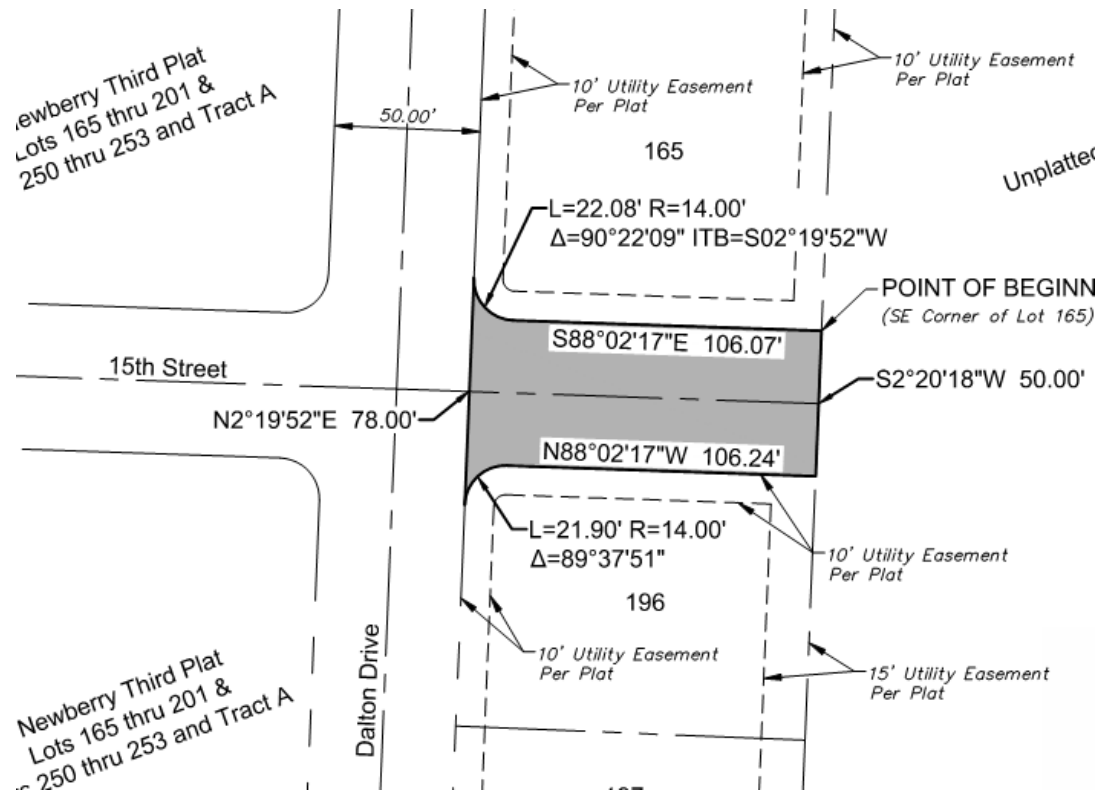 Newberry Third Plat
Lots 165 thru 201 &
250 thru 253 and Tract A
50.00'
10' Utility Easement
Per Plat
10' Utility Easement
Per Plat
165
Unplatted
L=22.08' R=14.00'
Δ=90°22'09" ITB=S02°19'52"W
POINT OF BEGINN
(SE Corner of Lot 165)
S88°02'17"E 106.07'
15th Street
S2°20'18"W 50.00'
N2°19'52"E 78.00'
N88°02'17"W 106.24'
L=21.90' R=14.00'
Δ=89°37'51"
10' Utility Easement
Per Plat
196
10' Utility Easement
Per Plat
15' Utility Easement
Per Plat
Dalton Drive
Newberry Third Plat
Lots 165 thru 201 &
250 thru 253 and Tract A